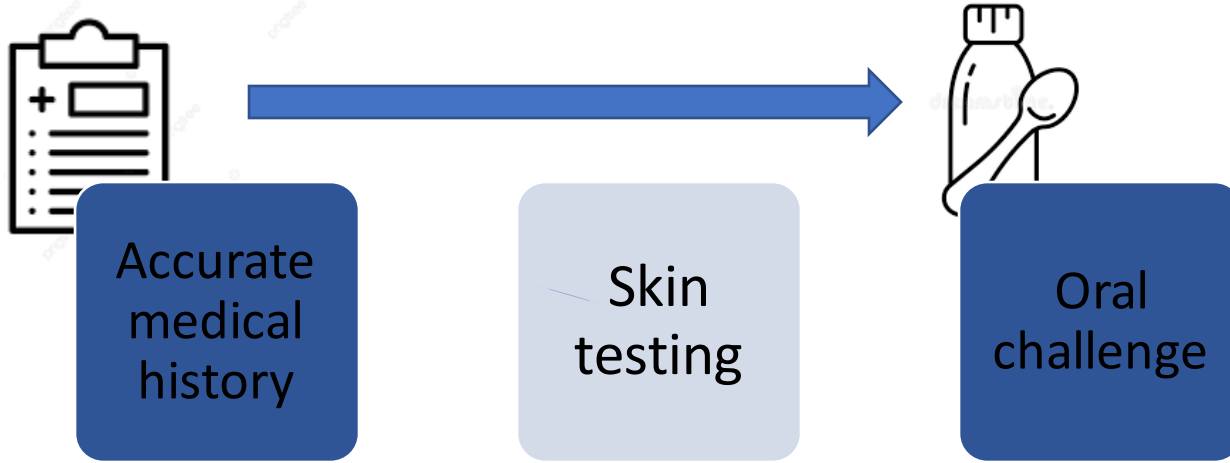 Accurate
medical
history
Skin
testing
Oral
challenge